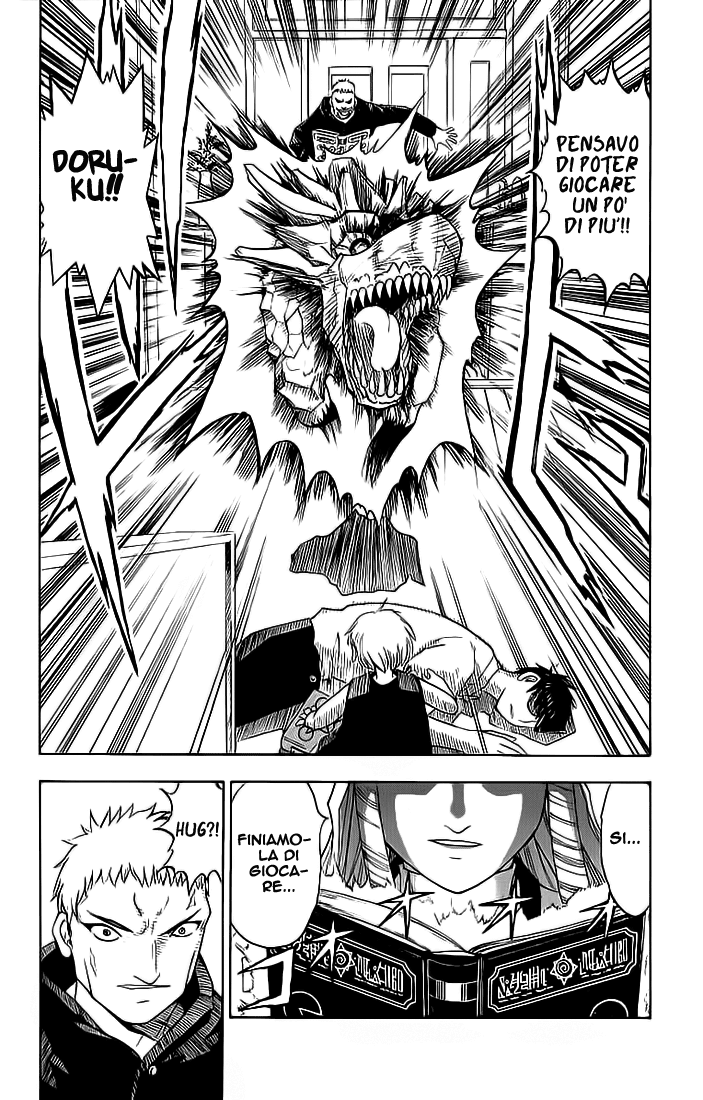 PENSAVO
DI POTER
GIOCARE
UN PO'
DI PIU'!!
DORU-
KU!!
SI...
FINIAMO-
LA DI
GIOCA-
RE...
HUG?!